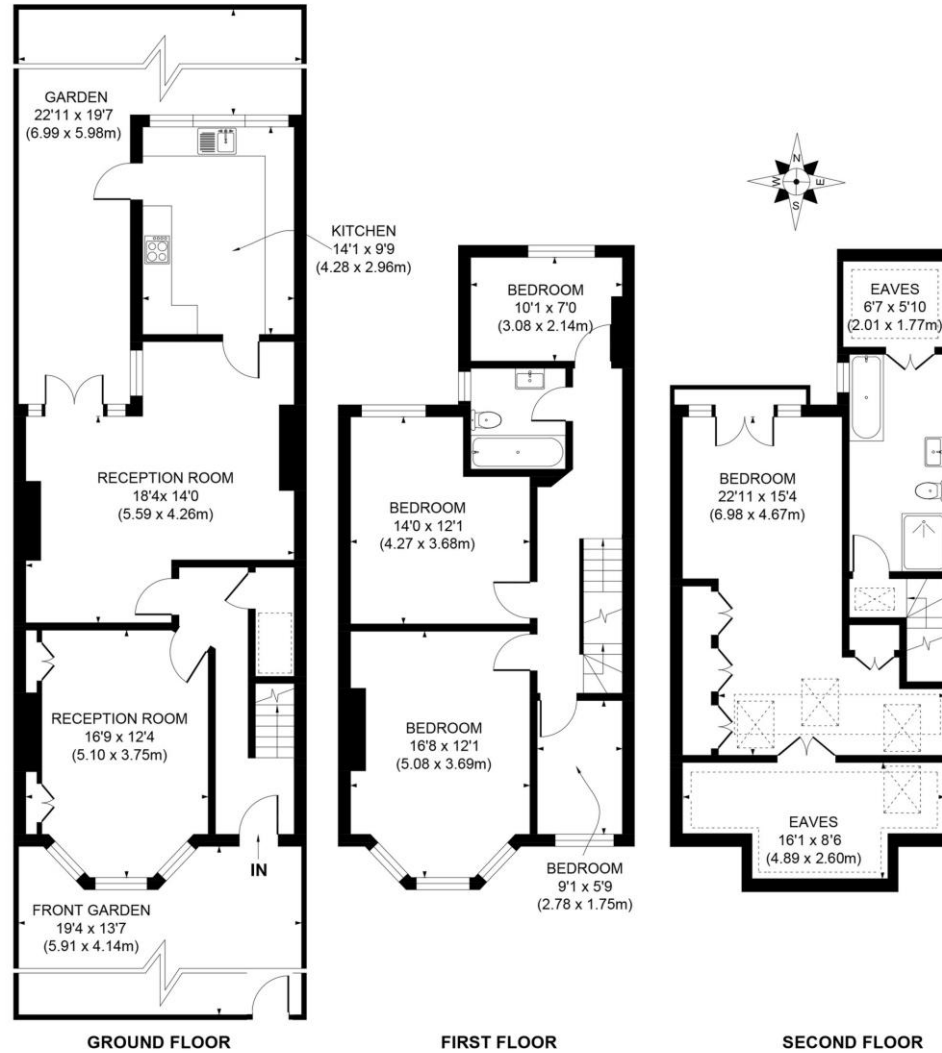 GARDEN
22'11 x 19'7
(6.99 x 5.98m)
KITCHEN
14'1 x 9'9
(4.28 x 2.96m)
RECEPTION ROOM
18'4x 14'0
(5.59 x 4.26m)
RECEPTION ROOM
16'9 x 12'4
(5.10 x 3.75m)
IN
FRONT GARDEN
19'4 x 13'7
(5.91 x 4.14m)
GROUND FLOOR
BEDROOM
10'1 x 7'0
(3.08 x 2.14m)
BEDROOM
14'0 x 12'1
(4.27 x 3.68m)
BEDROOM
16'8 x 12'1
(5.08 x 3.69m)
BEDROOM
9'1 x 5'9
(2.78 x 1.75m)
FIRST FLOOR
N
W E
S
EAVES
6'7 x 5'10
(2.01 x 1.77m)
BEDROOM
22'11 x 15'4
(6.98 x 4.67m)
EAVES
16'1 x 8'6
(4.89 x 2.60m)
SECOND FLOOR